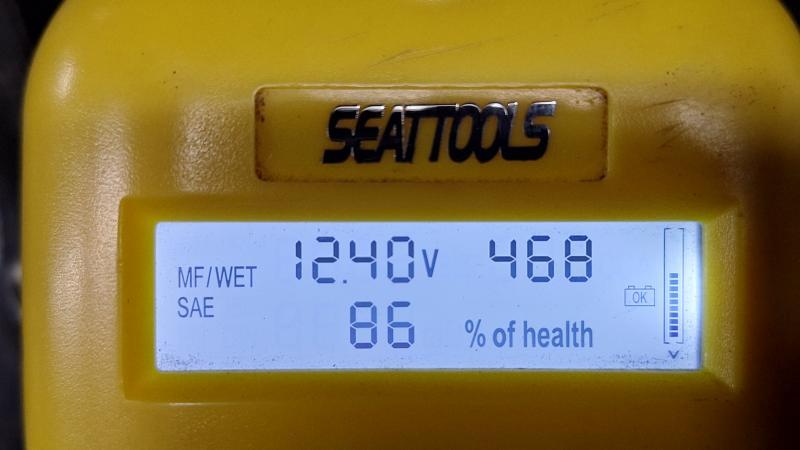 SEATTOOLS
MF/WET 12.40V 468
SAE 86 % of health OK